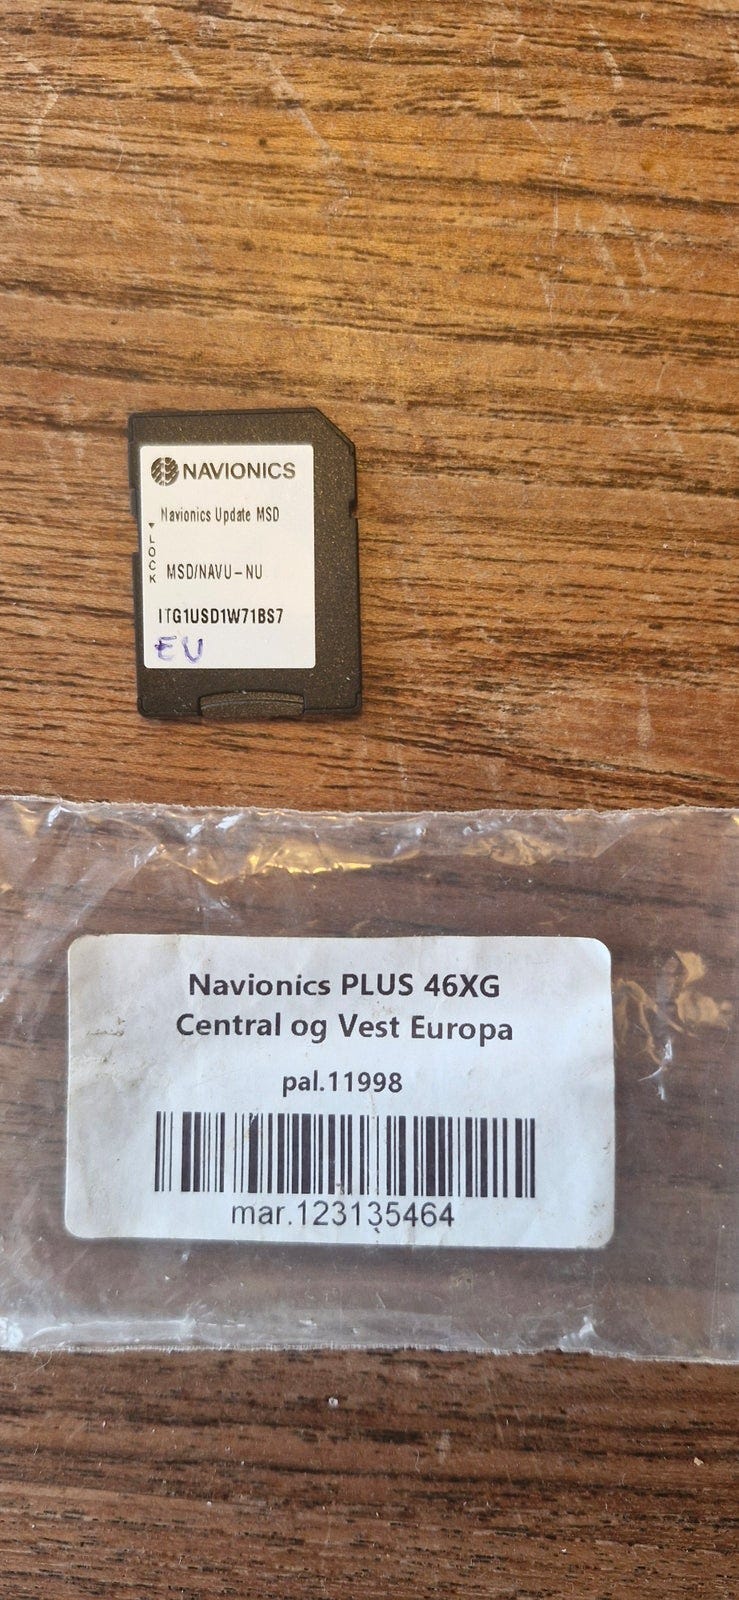 NAVIONICS
Navionics Update MSD
LOCK
MSD/NAVU-NU
ITG1USD1W71BS7
EU
Navionics PLUS 46XG
Central og Vest Europa
pal.11998
mar.123135464